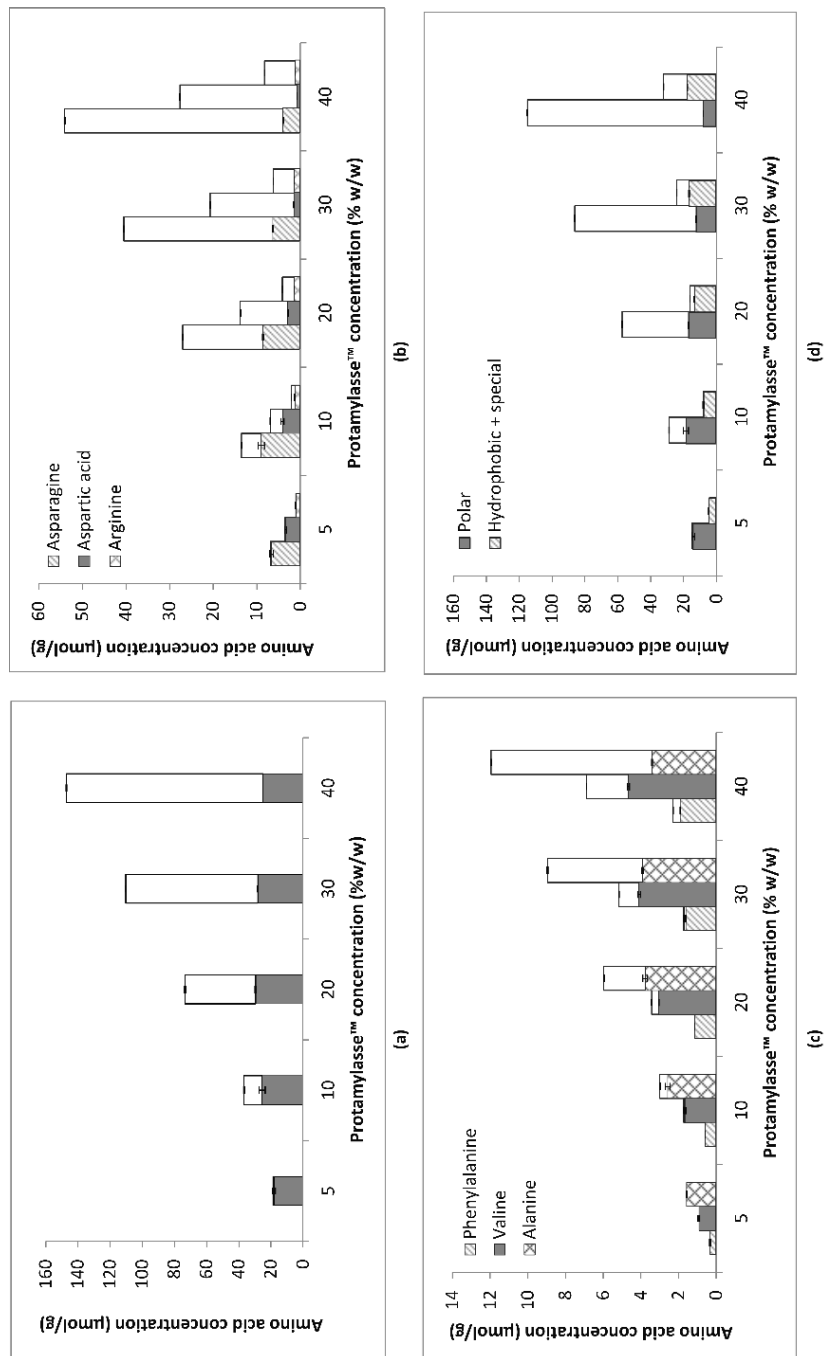 Amino acid concentration (µmol/g)
160
140
120
100
80
60
40
20
0
5 10 20 30 40
Protamylasse™ concentration (%w/w)
(a)
Amino acid concentration (µmol/g)
60
50
40
30
20
10
0
Asparagine
Aspartic acid
Arginine
5 10 20 30 40
Protamylasse™ concentration (% w/w)
(b)
Amino acid concentration (µmol/g)
14
12
10
8
6
4
2
0
Phenylalanine
Valine
Alanine
5 10 20 30 40
Protamylasse™ concentration (% w/w)
(c)
Amino acid concentration (µmol/g)
160
140
120
100
80
60
40
20
0
Polar
Hydrophobic + special
5 10 20 30 40
Protamylasse™ concentration (% w/w)
(d)